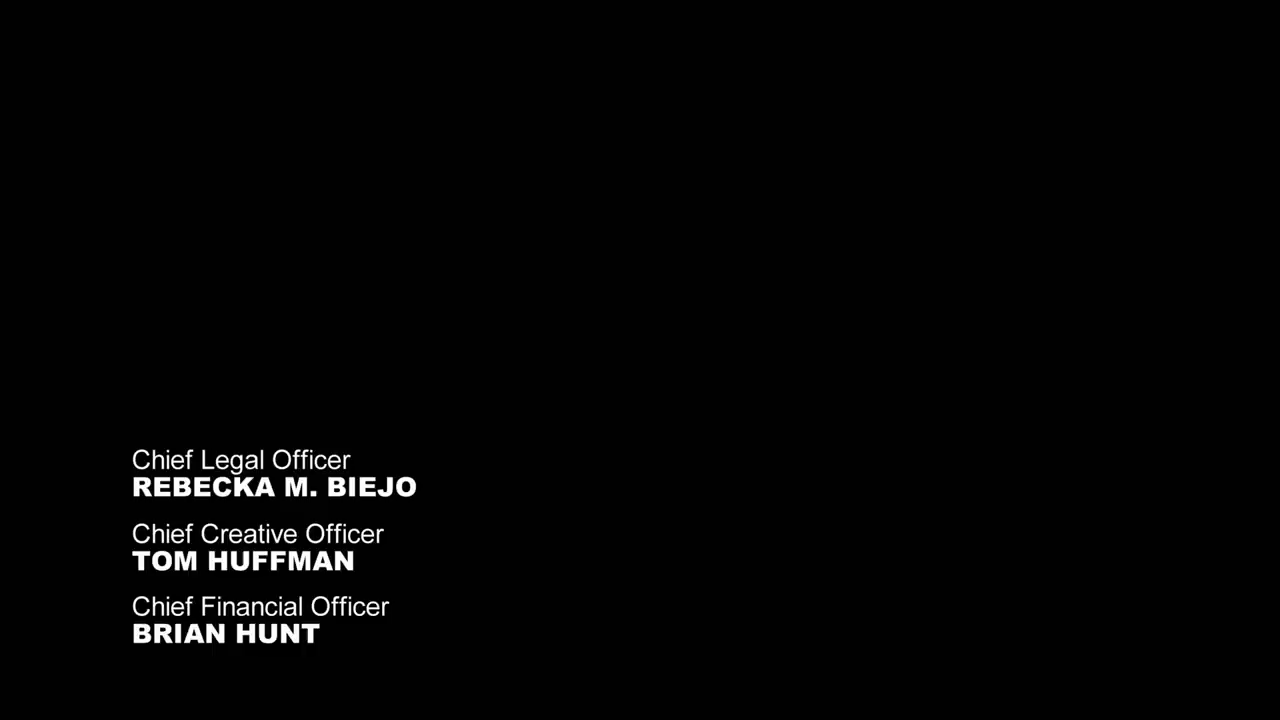 Chief Legal Officer
REBECKA M. BIEJO
Chief Creative Officer
TOM HUFFMAN
Chief Financial Officer
BRIAN HUNT